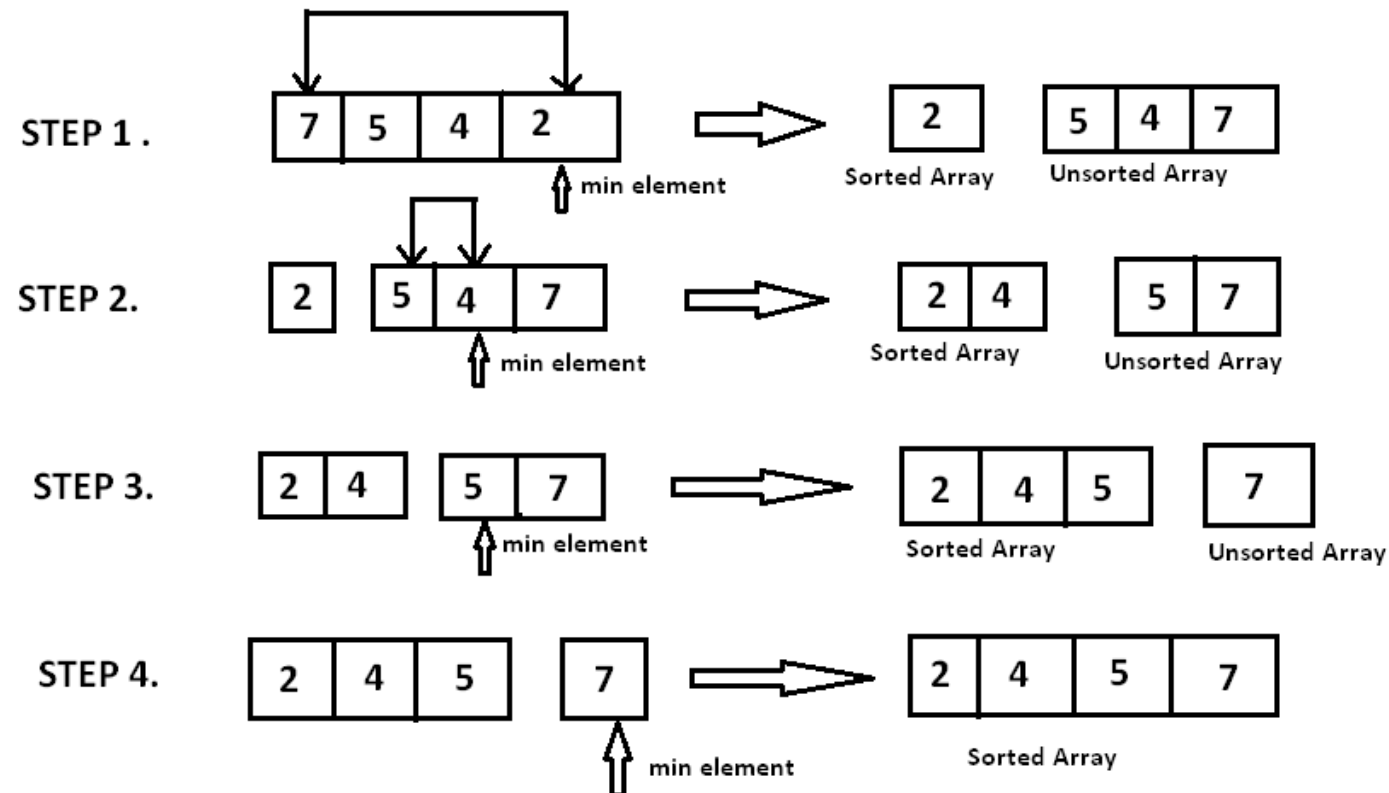 STEP 1 .
7 5 4 2
2
5 4 7
min element
Sorted Array
Unsorted Array
STEP 2.
2
5 4 7
2 4
5 7
min element
Sorted Array
Unsorted Array
STEP 3.
2 4
5 7
2 4 5
7
min element
Sorted Array
Unsorted Array
STEP 4.
2 4 5
7
2 4 5 7
min element
Sorted Array